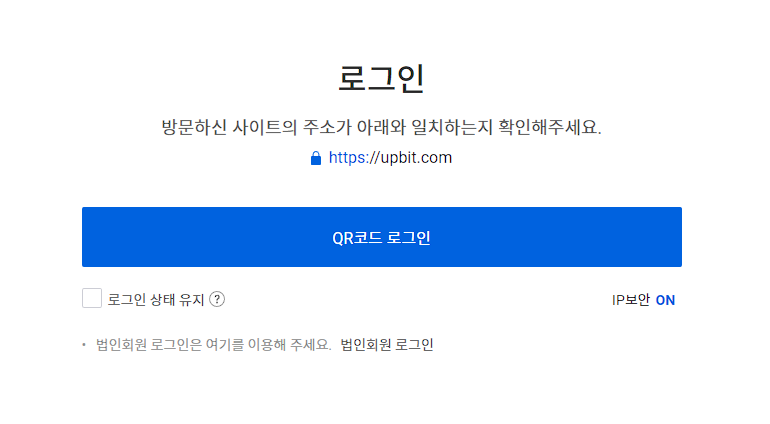 로그인
방문하신 사이트의 주소가 아래와 일치하는지 확인해주세요.
https://upbit.com
QR코드 로그인
로그인 상태 유지 ? IP보안 ON
• 법인회원 로그인은 여기를 이용해 주세요. 법인회원 로그인